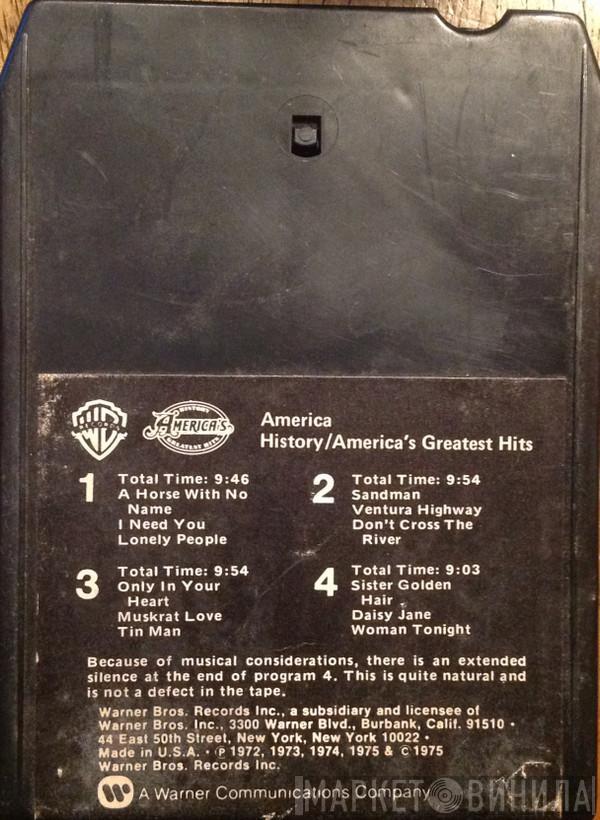 WB
RECORDS
HISTORY
AMERICA'S
GREATEST HITS
America
History/America's Greatest Hits
1
Total Time: 9:46
A Horse With No
Name
I Need You
Lonely People
2
Total Time: 9:54
Sandman
Ventura Highway
Don't Cross The
River
3
Total Time: 9:54
Only In Your
Heart
Muskrat Love
Tin Man
4
Total Time: 9:03
Sister Golden
Hair
Daisy Jane
Woman Tonight
Because of musical considerations, there is an extended
silence at the end of program 4. This is quite natural and
is not a defect in the tape.
Warner Bros. Records Inc., a subsidiary and licensee of
Warner Bros. Inc., 3300 Warner Blvd., Burbank, Calif. 91510 •
44 East 50th Street, New York, New York 10022 •
Made in U.S.A. • ℗ 1972, 1973, 1974, 1975 & © 1975
Warner Bros. Records Inc.
A Warner Communications Company
МАРКЕТ ВИНИЛА